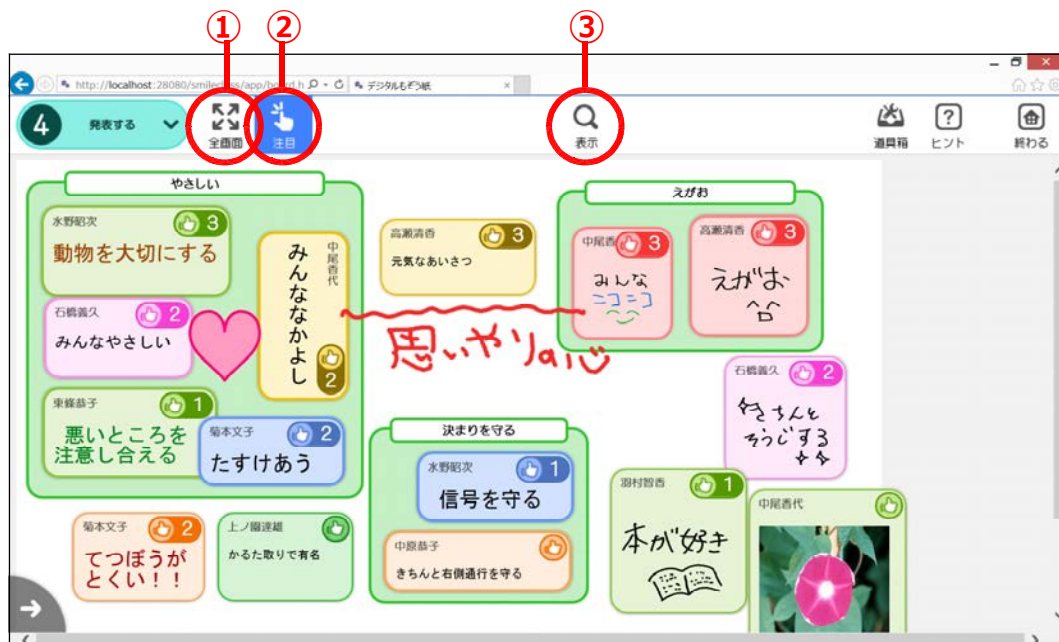 ① ② ③
http://localhost:28080/smileclass/app/board.h
デジタルもぞう紙
4 発表する
全画面
注目
表示
道具箱
ヒント
終わる
やさしい
水野昭次 3
動物を大切にする
石橋義久 2
みんなやさしい
東條恭子 1
悪いところを
注意し合える
中尾香代
みんななかよし
2
菊本文子 2
たすけあう
高瀬清香 3
元気なあいさつ
思いやりの心
えがお
中尾香 3
みんな
ニコニコ
高瀬清香 3
えがお
石橋義久 2
きちんと
そうじする
決まりを守る
水野昭次 1
信号を守る
中原恭子
きちんと右側通行を守る
羽村智香 1
本が好き
中尾香代
菊本文子 2
てつぼうが
とくい！！
上ノ園達雄
かるた取りで有名